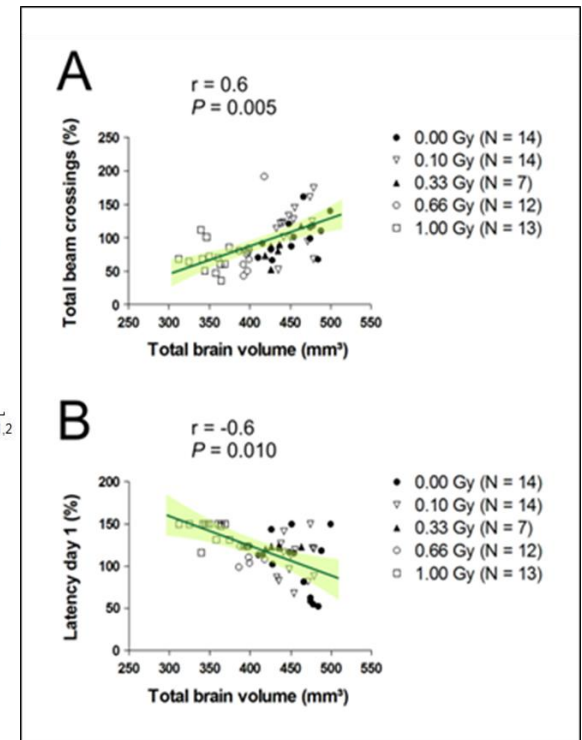 A
r = 0.6
P = 0.005
Total beam crossings (%)
250
200
150
100
50
0
250 300 350 400 450 500 550
Total brain volume (mm³)
0.00 Gy (N = 14)
0.10 Gy (N = 14)
0.33 Gy (N = 7)
0.66 Gy (N = 12)
1.00 Gy (N = 13)
B
r = -0.6
P = 0.010
Latency day 1 (%)
200
150
100
50
0
250 300 350 400 450 500 550
Total brain volume (mm³)
0.00 Gy (N = 14)
0.10 Gy (N = 14)
0.33 Gy (N = 7)
0.66 Gy (N = 12)
1.00 Gy (N = 13)